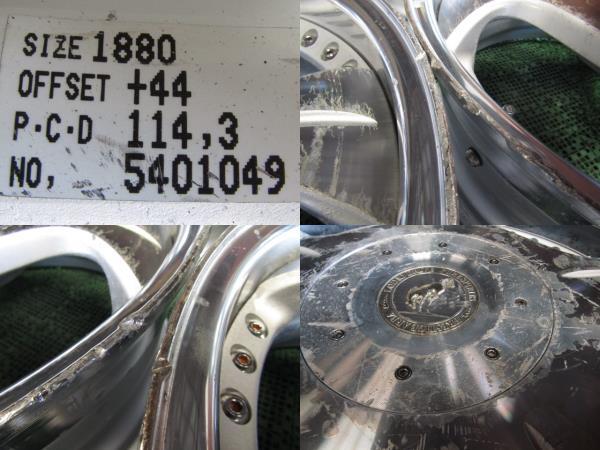 SIZE 1880
OFFSET +44
P·C·D 114,3
NO, 5401049